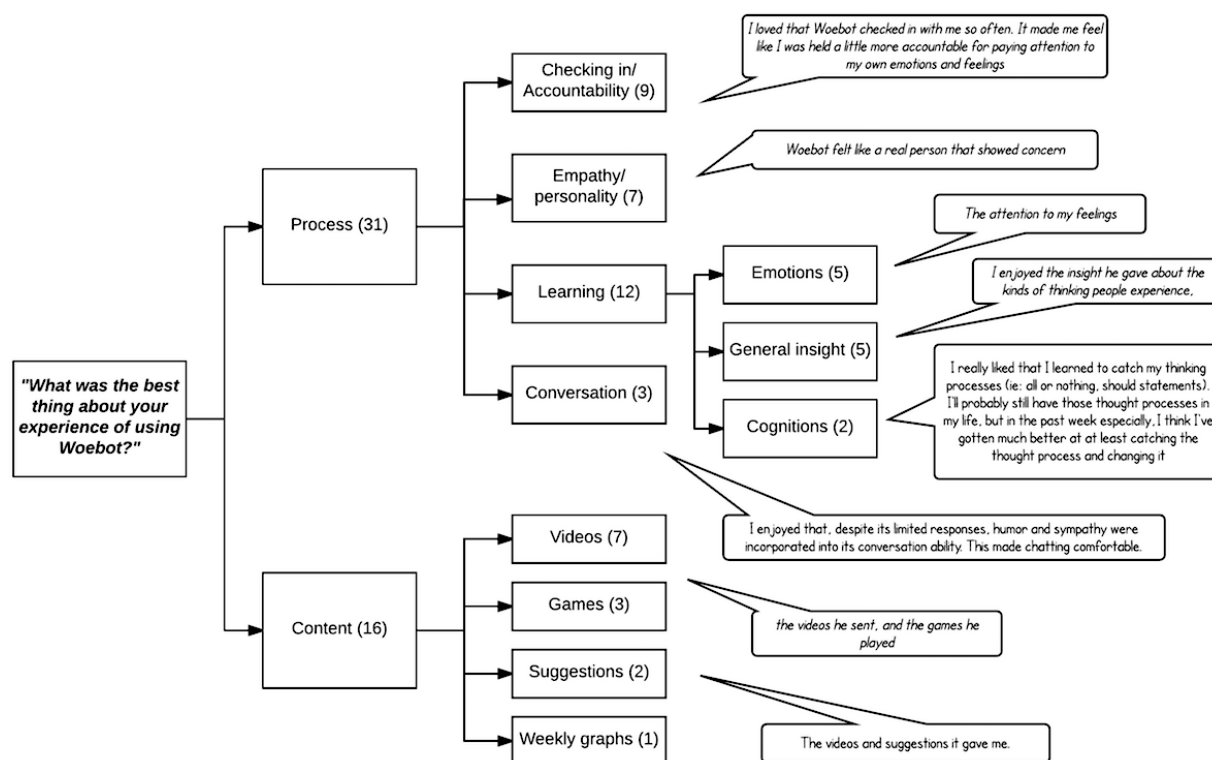 "What was the best
thing about your
experience of using
Woebot?"
Process (31)
Content (16)
Checking in/
Accountability (9)
Empathy/
personality (7)
Learning (12)
Conversation (3)
Emotions (5)
General insight (5)
Cognitions (2)
Videos (7)
Games (3)
Suggestions (2)
Weekly graphs (1)
I loved that Woebot checked in with me so often. It made me feel
like I was held a little more accountable for paying attention to
my own emotions and feelings
Woebot felt like a real person that showed concern
The attention to my feelings
I enjoyed the insight he gave about the
kinds of thinking people experience,
I really liked that I learned to catch my thinking
processes (ie: all or nothing, should statements).
I'll probably still have those thought processes in
my life, but in the past week especially, I think I've
gotten much better at at least catching the
thought process and changing it
I enjoyed that, despite its limited responses, humor and sympathy were
incorporated into its conversation ability. This made chatting comfortable.
the videos he sent, and the games he
played
The videos and suggestions it gave me.